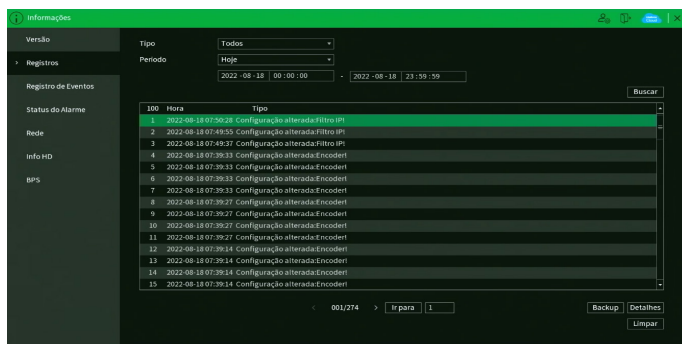 Informações
Versão
Registros
Registro de Eventos
Status do Alarme
Rede
Info HD
BPS
Tipo Todos
Período Hoje
2022 -08 -18 00 : 00 : 00 - 2022 -08 -18 23 : 59 : 59
Buscar
100 Hora Tipo
1 2022-08-18 07:50:28 Configuração alterada:Filtro IP!
2 2022-08-18 07:49:55 Configuração alterada:Filtro IP!
3 2022-08-18 07:49:37 Configuração alterada:Filtro IP!
4 2022-08-18 07:39:33 Configuração alterada:Encoder!
5 2022-08-18 07:39:33 Configuração alterada:Encoder!
6 2022-08-18 07:39:33 Configuração alterada:Encoder!
7 2022-08-18 07:39:33 Configuração alterada:Encoder!
8 2022-08-18 07:39:27 Configuração alterada:Encoder!
9 2022-08-18 07:39:27 Configuração alterada:Encoder!
10 2022-08-18 07:39:27 Configuração alterada:Encoder!
11 2022-08-18 07:39:27 Configuração alterada:Encoder!
12 2022-08-18 07:39:14 Configuração alterada:Encoder!
13 2022-08-18 07:39:14 Configuração alterada:Encoder!
14 2022-08-18 07:39:14 Configuração alterada:Encoder!
15 2022-08-18 07:39:14 Configuração alterada:Encoder!
< 001/274 > Ir para 1
Backup Detalhes
Limpar